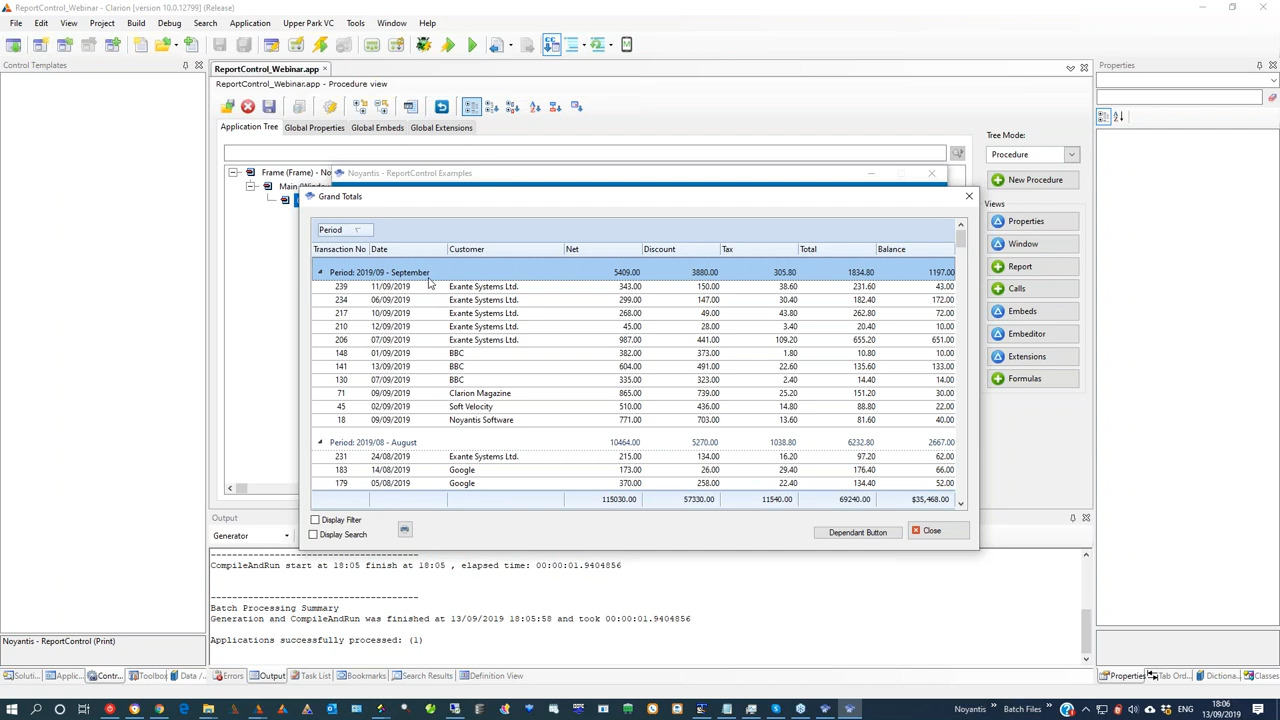 ReportControl_Webinar - Clarion (version 10.0.12799) (Release)
File Edit View Project Build Debug Search Application Upper Park VC Tools Window Help
Control Templates
ReportControl_Webinar.app
Properties
ReportControl_Webinar.app - Procedure view
Application Tree Global Properties Global Embeds Global Extensions
Tree Mode:
Procedure
Frame (Frame) - No
Noyantis - ReportControl Examples
New Procedure
Main
Views
Grand Totals
Properties
Period
Window
Transaction No Date Customer Net Discount Tax Total Balance
Report
Period: 2019/09 - September 5409.00 3880.00 305.80 1834.80 1197.00
239 11/09/2019 Exante Systems Ltd. 343.00 150.00 38.60 231.60 43.00
Calls
234 06/09/2019 Exante Systems Ltd. 299.00 147.00 30.40 182.40 172.00
217 10/09/2019 Exante Systems Ltd. 268.00 49.00 43.80 262.80 72.00
Embeds
210 12/09/2019 Exante Systems Ltd. 45.00 28.00 3.40 20.40 10.00
Embeditor
206 07/09/2019 Exante Systems Ltd. 987.00 441.00 109.20 655.20 651.00
148 01/09/2019 BBC 382.00 373.00 1.80 10.80 10.00
Extensions
141 13/09/2019 BBC 604.00 491.00 22.60 135.60 133.00
130 07/09/2019 BBC 335.00 323.00 2.40 14.40 14.00
Formulas
71 09/09/2019 Clarion Magazine 865.00 739.00 25.20 151.20 30.00
45 02/09/2019 Soft Velocity 510.00 436.00 14.80 88.80 22.00
18 09/09/2019 Noyantis Software 771.00 703.00 13.60 81.60 40.00
Period: 2019/08 - August 10464.00 5270.00 1038.80 6232.80 2667.00
231 24/08/2019 Exante Systems Ltd. 215.00 134.00 16.20 97.20 62.00
183 14/08/2019 Google 173.00 26.00 29.40 176.40 66.00
179 05/08/2019 Google 370.00 258.00 22.40 134.40 52.00
115030.00 57330.00 11540.00 69240.00 $35,468.00
Output
Display Filter
Generator
Display Search
Dependant Button
Close
CompileAndRun start at 18:05 finish at 18:05 , elapsed time: 00:00:01.9404856
Batch Processing Summary
Generation and CompileAndRun was finished at 13/09/2019 18:05:58 and took 00:00:01.9404856
Applications successfully processed: (1)
Noyantis - ReportControl (Print)
Soluti... Applic... Contr... Toolbox Data /... Errors Output Task List Bookmarks Search Results Definition View Properties Tab Ord... Dictiona... Classes
Noyantis » Batch Files » ENG
18:06
13/09/2019